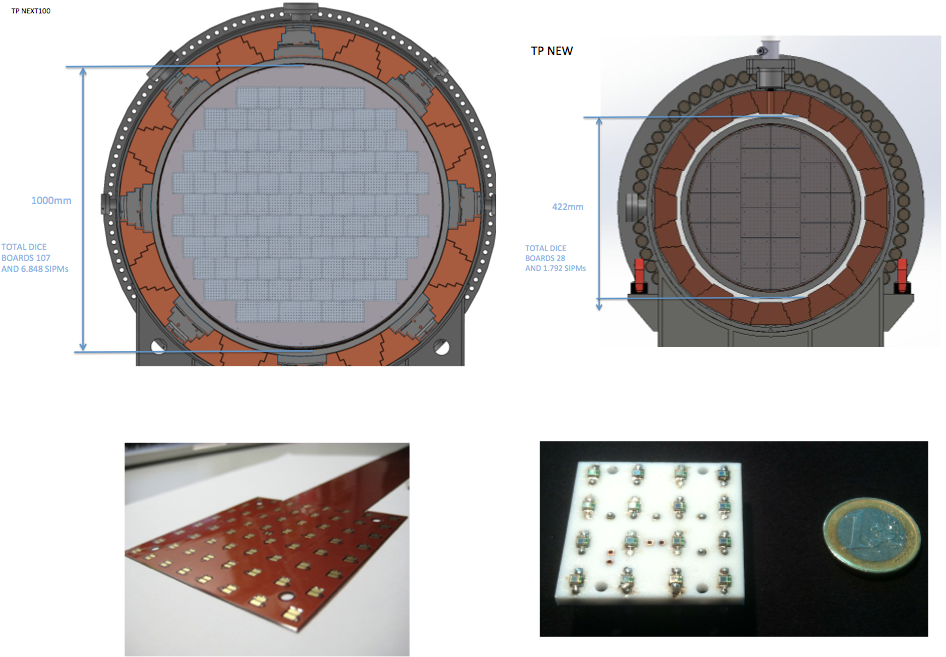 TP NEXT100
TP NEW
1000mm
422mm
TOTAL DICE
BOARDS 107
AND 6.848 SIPMs
TOTAL DICE
BOARDS 28
AND 1.792 SIPMs